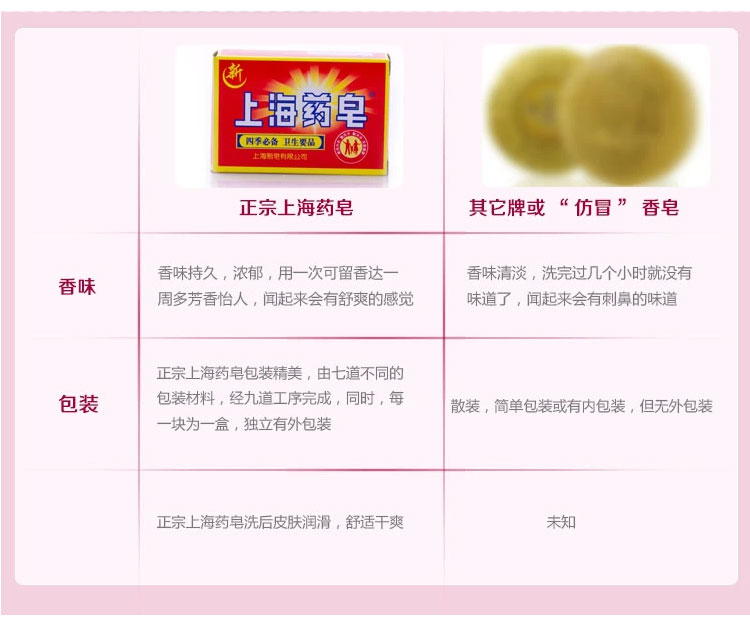 新
上海药皂
四季必备 卫生要品
上海制皂有限公司
正宗上海药皂
其它牌或 “仿冒” 香皂
香味
香味持久，浓郁，用一次可留香达一
周多芳香怡人，闻起来会有舒爽的感觉
香味清淡，洗完过几个小时就没有
味道了，闻起来会有刺鼻的味道
包装
正宗上海药皂包装精美，由七道不同的
包装材料，经九道工序完成，同时，每
一块为一盒，独立有外包装
散装，简单包装或有内包装，但无外包装
正宗上海药皂洗后皮肤润滑，舒适干爽
未知